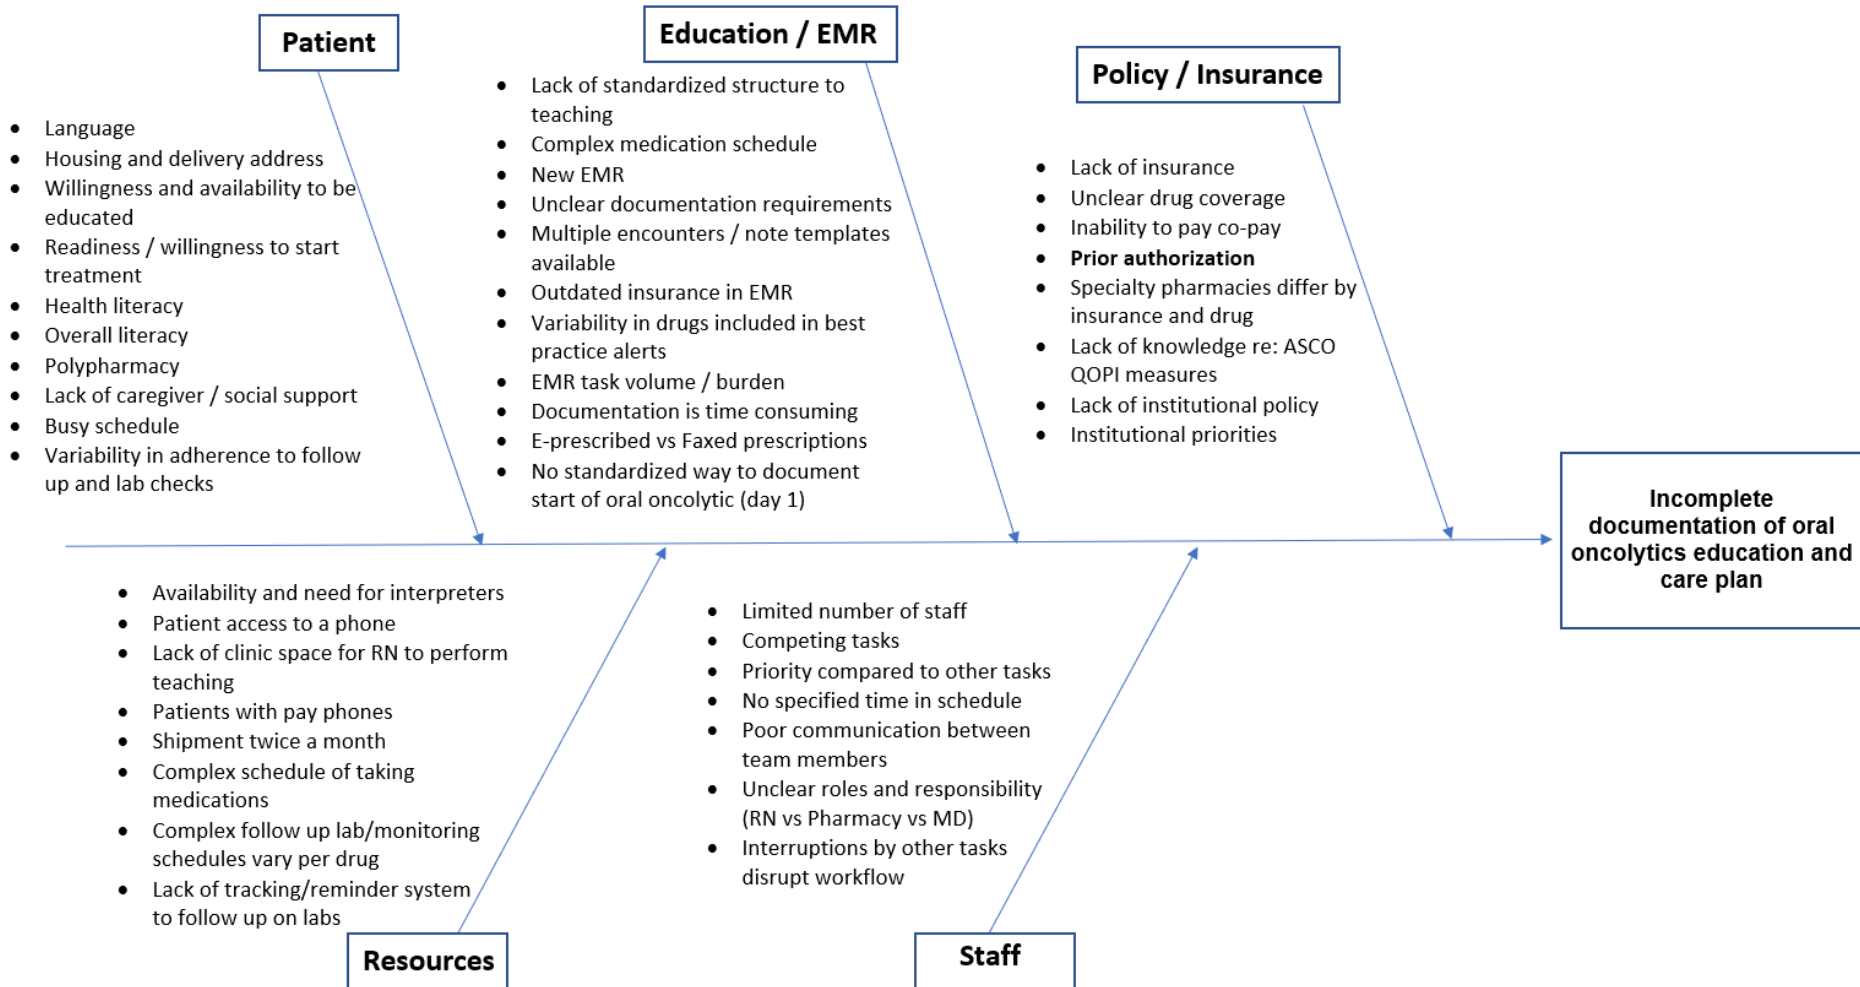 Patient
• Language
• Housing and delivery address
• Willingness and availability to be
educated
• Readiness / willingness to start
treatment
• Health literacy
• Overall literacy
• Polypharmacy
• Lack of caregiver / social support
• Busy schedule
• Variability in adherence to follow
up and lab checks
Education / EMR
• Lack of standardized structure to
teaching
• Complex medication schedule
• New EMR
• Unclear documentation requirements
• Multiple encounters / note templates
available
• Outdated insurance in EMR
• Variability in drugs included in best
practice alerts
• EMR task volume / burden
• Documentation is time consuming
• E-prescribed vs Faxed prescriptions
• No standardized way to document
start of oral oncolytic (day 1)
Policy / Insurance
• Lack of insurance
• Unclear drug coverage
• Inability to pay co-pay
• Prior authorization
• Specialty pharmacies differ by
insurance and drug
• Lack of knowledge re: ASCO
QOPI measures
• Lack of institutional policy
• Institutional priorities
Incomplete
documentation of oral
oncolytics education and
care plan
• Availability and need for interpreters
• Patient access to a phone
• Lack of clinic space for RN to perform
teaching
• Patients with pay phones
• Shipment twice a month
• Complex schedule of taking
medications
• Complex follow up lab/monitoring
schedules vary per drug
• Lack of tracking/reminder system
to follow up on labs
Resources
• Limited number of staff
• Competing tasks
• Priority compared to other tasks
• No specified time in schedule
• Poor communication between
team members
• Unclear roles and responsibility
(RN vs Pharmacy vs MD)
• Interruptions by other tasks
disrupt workflow
Staff